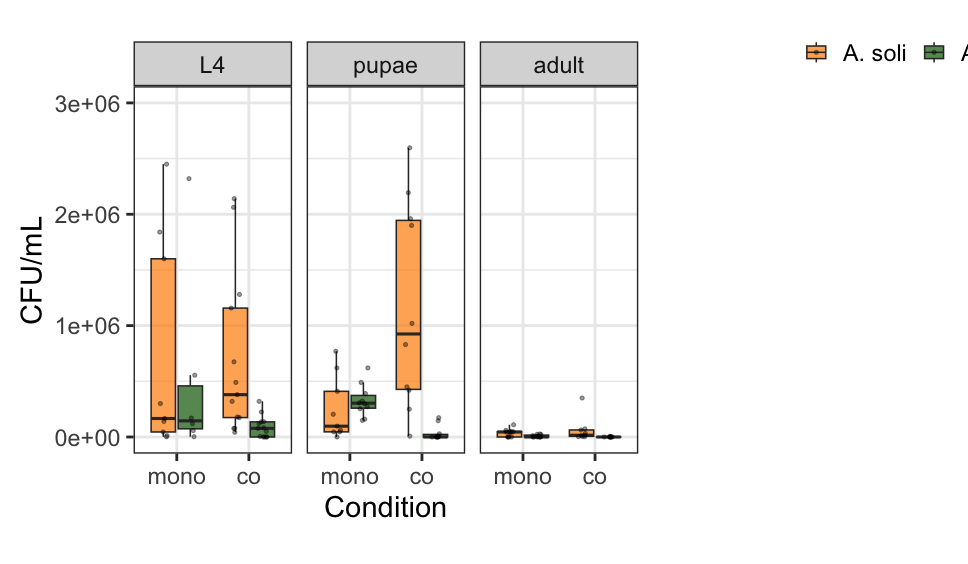 L4 pupae adult
A. soli
3e+06
2e+06
1e+06
0e+00
CFU/mL
mono co mono co mono co
Condition